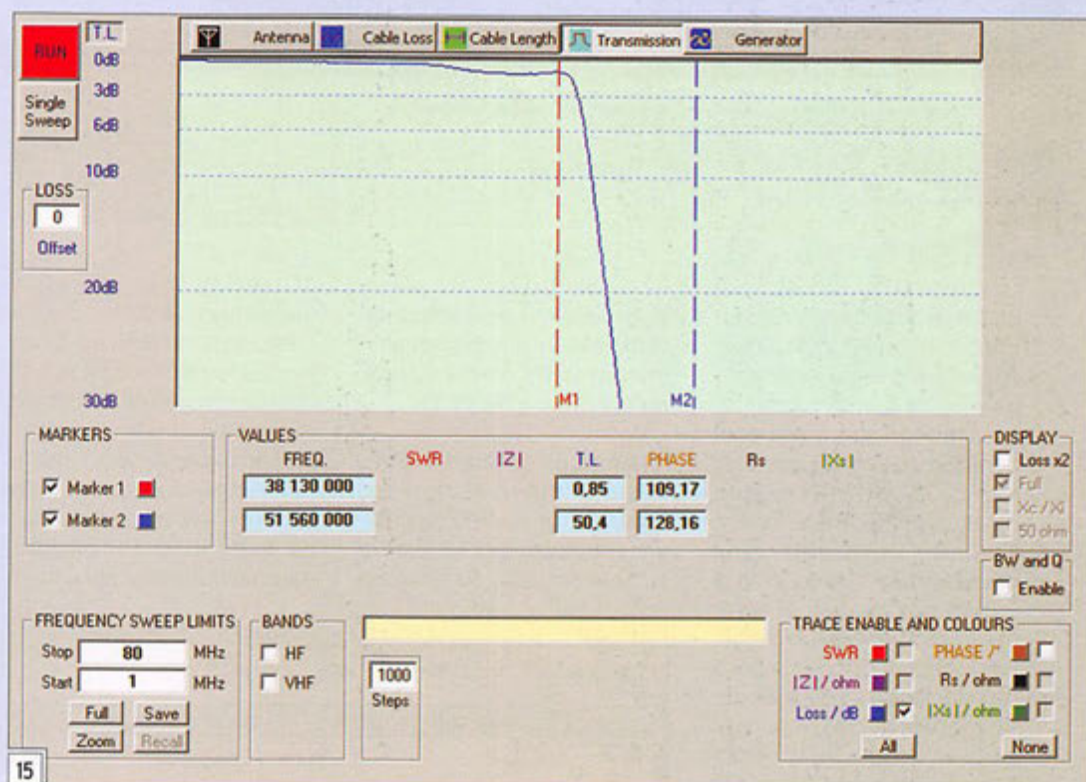 RUN
T.L.
Antenna Cable Loss Cable Length Transmission Generator
0dB
3dB
Single Sweep
6dB
10dB
LOSS
0
Offset
20dB
30dB
M1 M2
MARKERS
Marker 1
Marker 2
VALUES
FREQ. SWR |Z| T.L. PHASE Rs |Xs|
38 130 000 0,85 109,17
51 560 000 50,4 128,16
DISPLAY
Loss x2
Full
Xc / Xl
50 ohm
BW and Q
Enable
FREQUENCY SWEEP LIMITS
Stop 80 MHz
Start 1 MHz
Full Save
Zoom Recall
BANDS
HF
VHF
1000
Steps
TRACE ENABLE AND COLOURS
SWR PHASE /°
|Z| / ohm Rs / ohm
Loss / dB |Xs| / ohm
All None
15